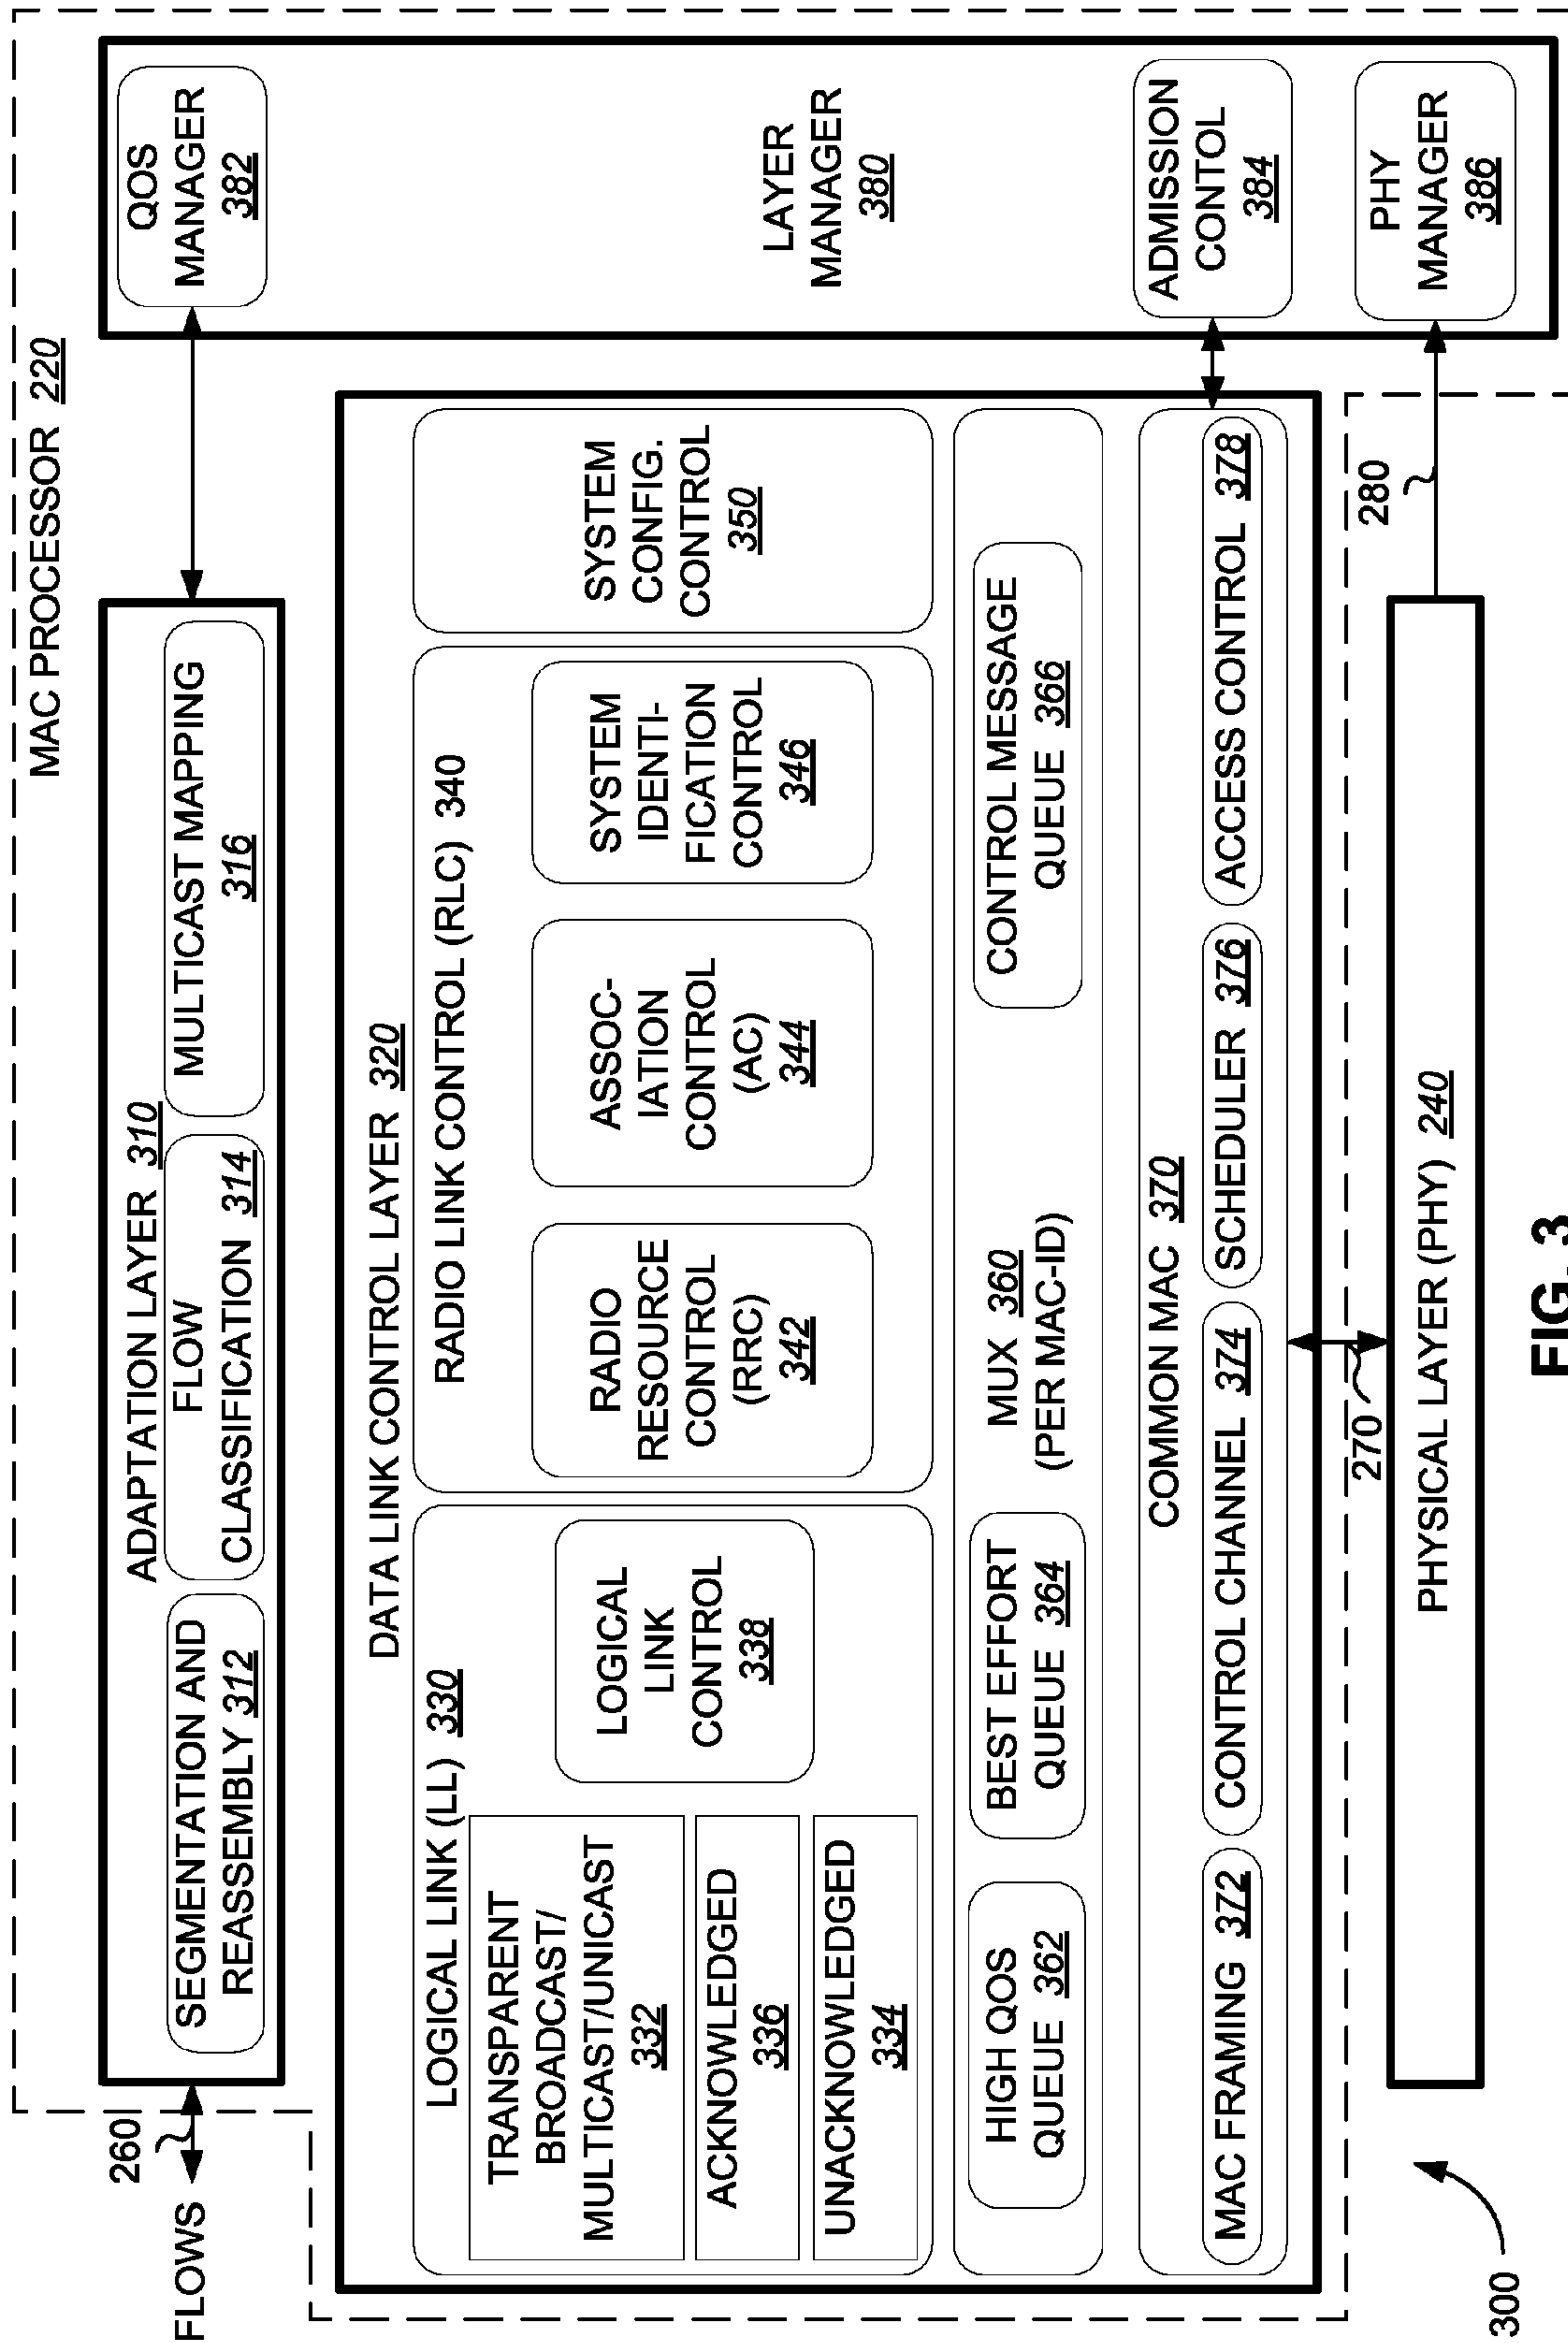 MAC PROCESSOR 220
FLOWS
260
ADAPTATION LAYER 310
SEGMENTATION AND
REASSEMBLY 312
FLOW
CLASSIFICATION 314
MULTICAST MAPPING
316
QOS
MANAGER
382
DATA LINK CONTROL LAYER 320
LOGICAL LINK (LL) 330
TRANSPARENT
BROADCAST/
MULTICAST/UNICAST
332
ACKNOWLEDGED
336
UNACKNOWLEDGED
334
LOGICAL
LINK
CONTROL
338
RADIO LINK CONTROL (RLC) 340
RADIO
RESOURCE
CONTROL
(RRC)
342
ASSOC-
IATION
CONTROL
(AC)
344
SYSTEM
IDENTI-
FICATION
CONTROL
346
SYSTEM
CONFIG.
CONTROL
350
LAYER
MANAGER
380
HIGH QOS
QUEUE 362
BEST EFFORT
QUEUE 364
MUX 360
(PER MAC-ID)
CONTROL MESSAGE
QUEUE 366
COMMON MAC 370
MAC FRAMING 372
CONTROL CHANNEL 374
SCHEDULER 376
ACCESS CONTROL 378
ADMISSION
CONTOL
384
270
280
PHYSICAL LAYER (PHY) 240
PHY
MANAGER
386
300
FIG. 3